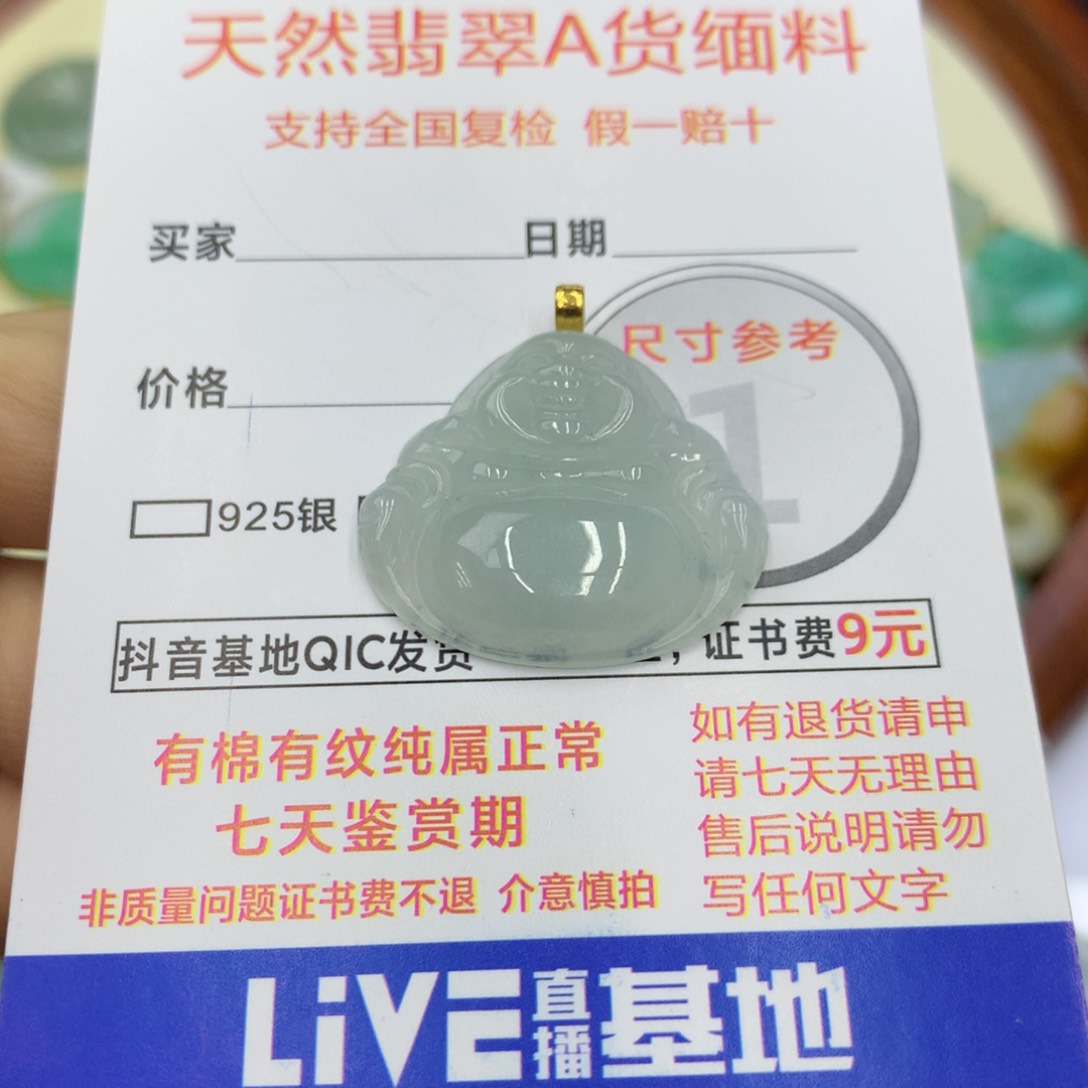 天然翡翠A货缅料
支持全国复检 假一赔十
买家 日期
尺寸参考
1
价格
925银
抖音基地QIC发货 ，证书费9元
有棉有纹纯属正常
七天鉴赏期
非质量问题证书费不退 介意慎拍
如有退货请申
请七天无理由
售后说明请勿
写任何文字
LiVE直播基地